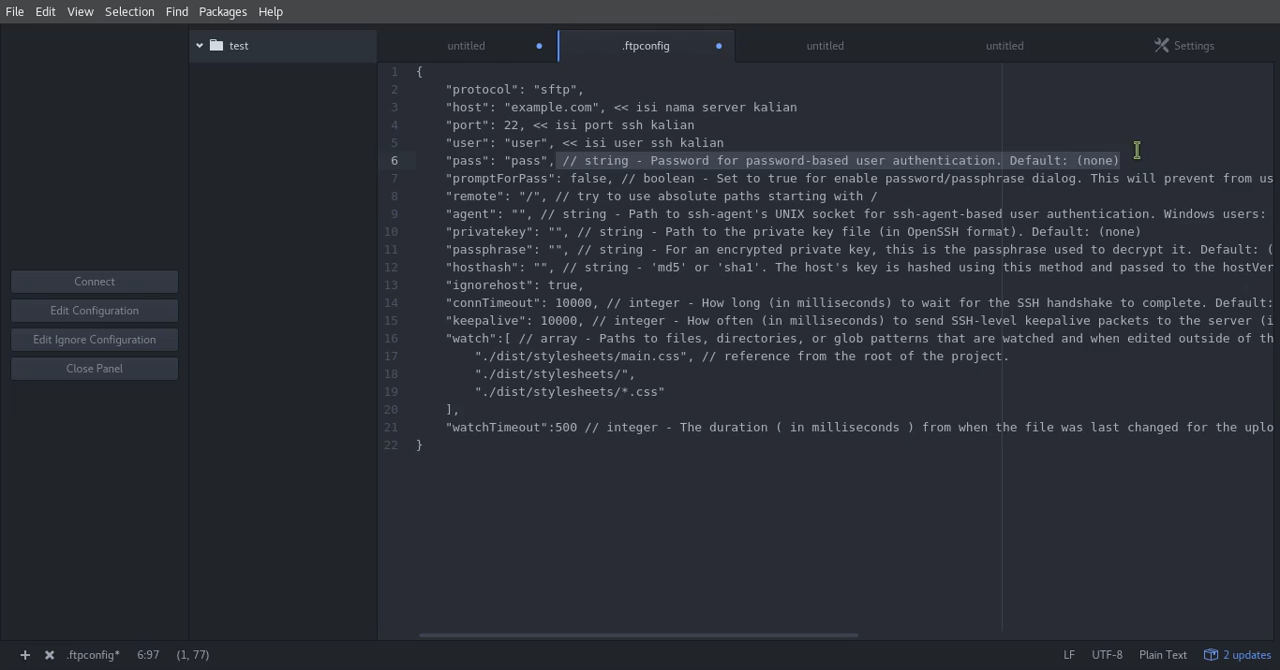 File Edit View Selection Find Packages Help
test
untitled .ftpconfig untitled untitled Settings
Connect
Edit Configuration
Edit Ignore Configuration
Close Panel
1 {
2 "protocol": "sftp",
3 "host": "example.com", << isi nama server kalian
4 "port": 22, << isi port ssh kalian
5 "user": "user", << isi user ssh kalian
6 "pass": "pass", // string - Password for password-based user authentication. Default: (none)
7 "promptForPass": false, // boolean - Set to true for enable password/passphrase dialog. This will prevent from us
8 "remote": "/", // try to use absolute paths starting with /
9 "agent": "", // string - Path to ssh-agent's UNIX socket for ssh-agent-based user authentication. Windows users:
10 "privatekey": "", // string - Path to the private key file (in OpenSSH format). Default: (none)
11 "passphrase": "", // string - For an encrypted private key, this is the passphrase used to decrypt it. Default: (
12 "hosthash": "", // string - 'md5' or 'sha1'. The host's key is hashed using this method and passed to the hostVer
13 "ignorehost": true,
14 "connTimeout": 10000, // integer - How long (in milliseconds) to wait for the SSH handshake to complete. Default:
15 "keepalive": 10000, // integer - How often (in milliseconds) to send SSH-level keepalive packets to the server (i
16 "watch":[ // array - Paths to files, directories, or glob patterns that are watched and when edited outside of th
17 "./dist/stylesheets/main.css", // reference from the root of the project.
18 "./dist/stylesheets/",
19 "./dist/stylesheets/*.css"
20 ],
21 "watchTimeout":500 // integer - The duration ( in milliseconds ) from when the file was last changed for the uplo
22 }
.ftpconfig* 6:97 (1, 77) LF UTF-8 Plain Text 2 updates